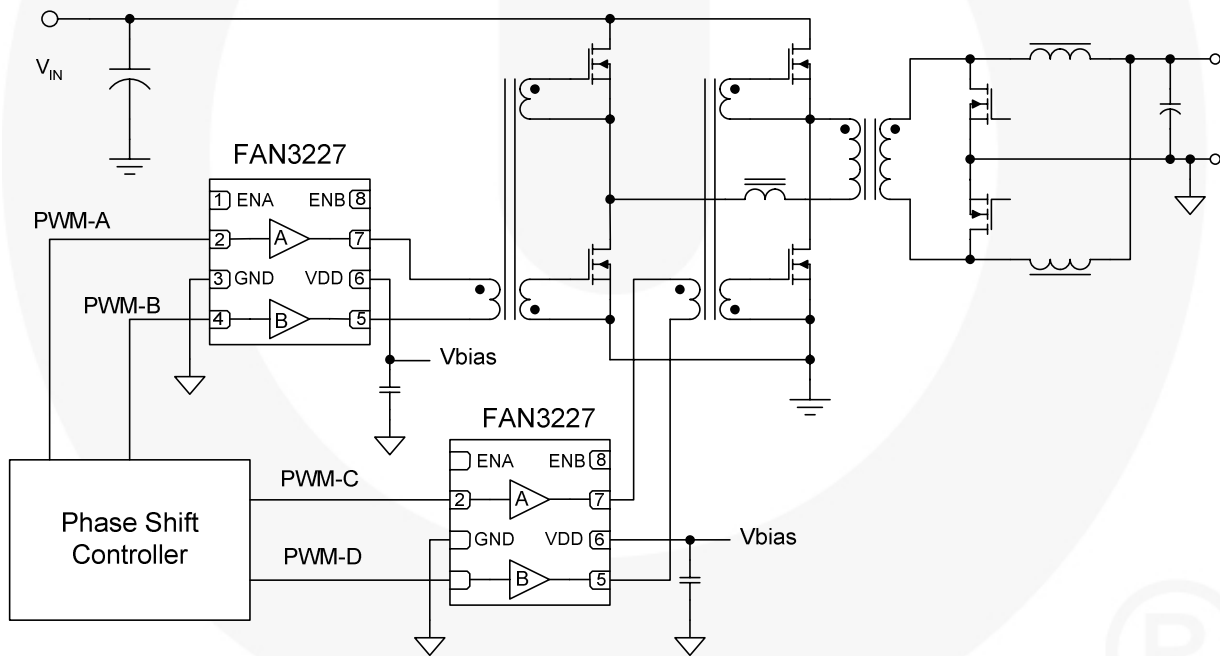 VIN
FAN3227
1 ENA ENB 8
PWM-A
2 A 7
3 GND VDD 6
PWM-B
4 B 5
Vbias
FAN3227
ENA ENB 8
PWM-C
2 A 7
Phase Shift
Controller
GND VDD 6
Vbias
PWM-D
B 5
R